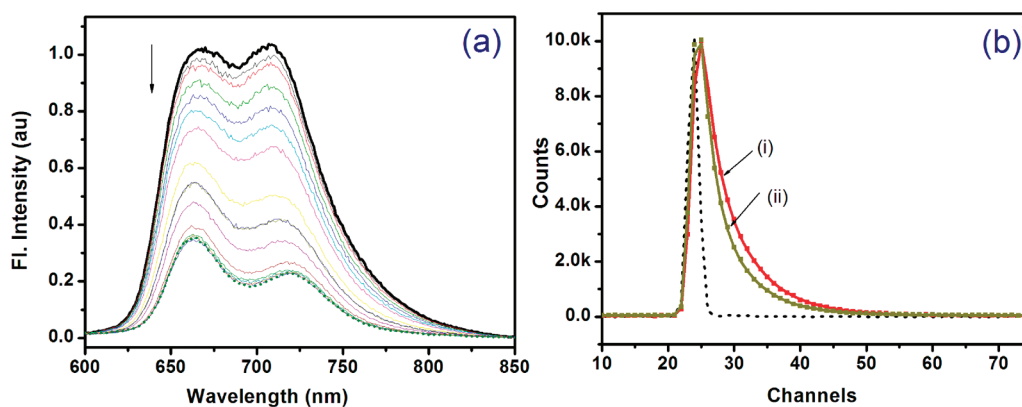 (a)
Fl. Intensity (au)
1.0
0.8
0.6
0.4
0.2
0.0
600 650 700 750 800 850
Wavelength (nm)
(b)
Counts
10.0k
8.0k
6.0k
4.0k
2.0k
0.0
(i)
(ii)
10 20 30 40 50 60 70
Channels